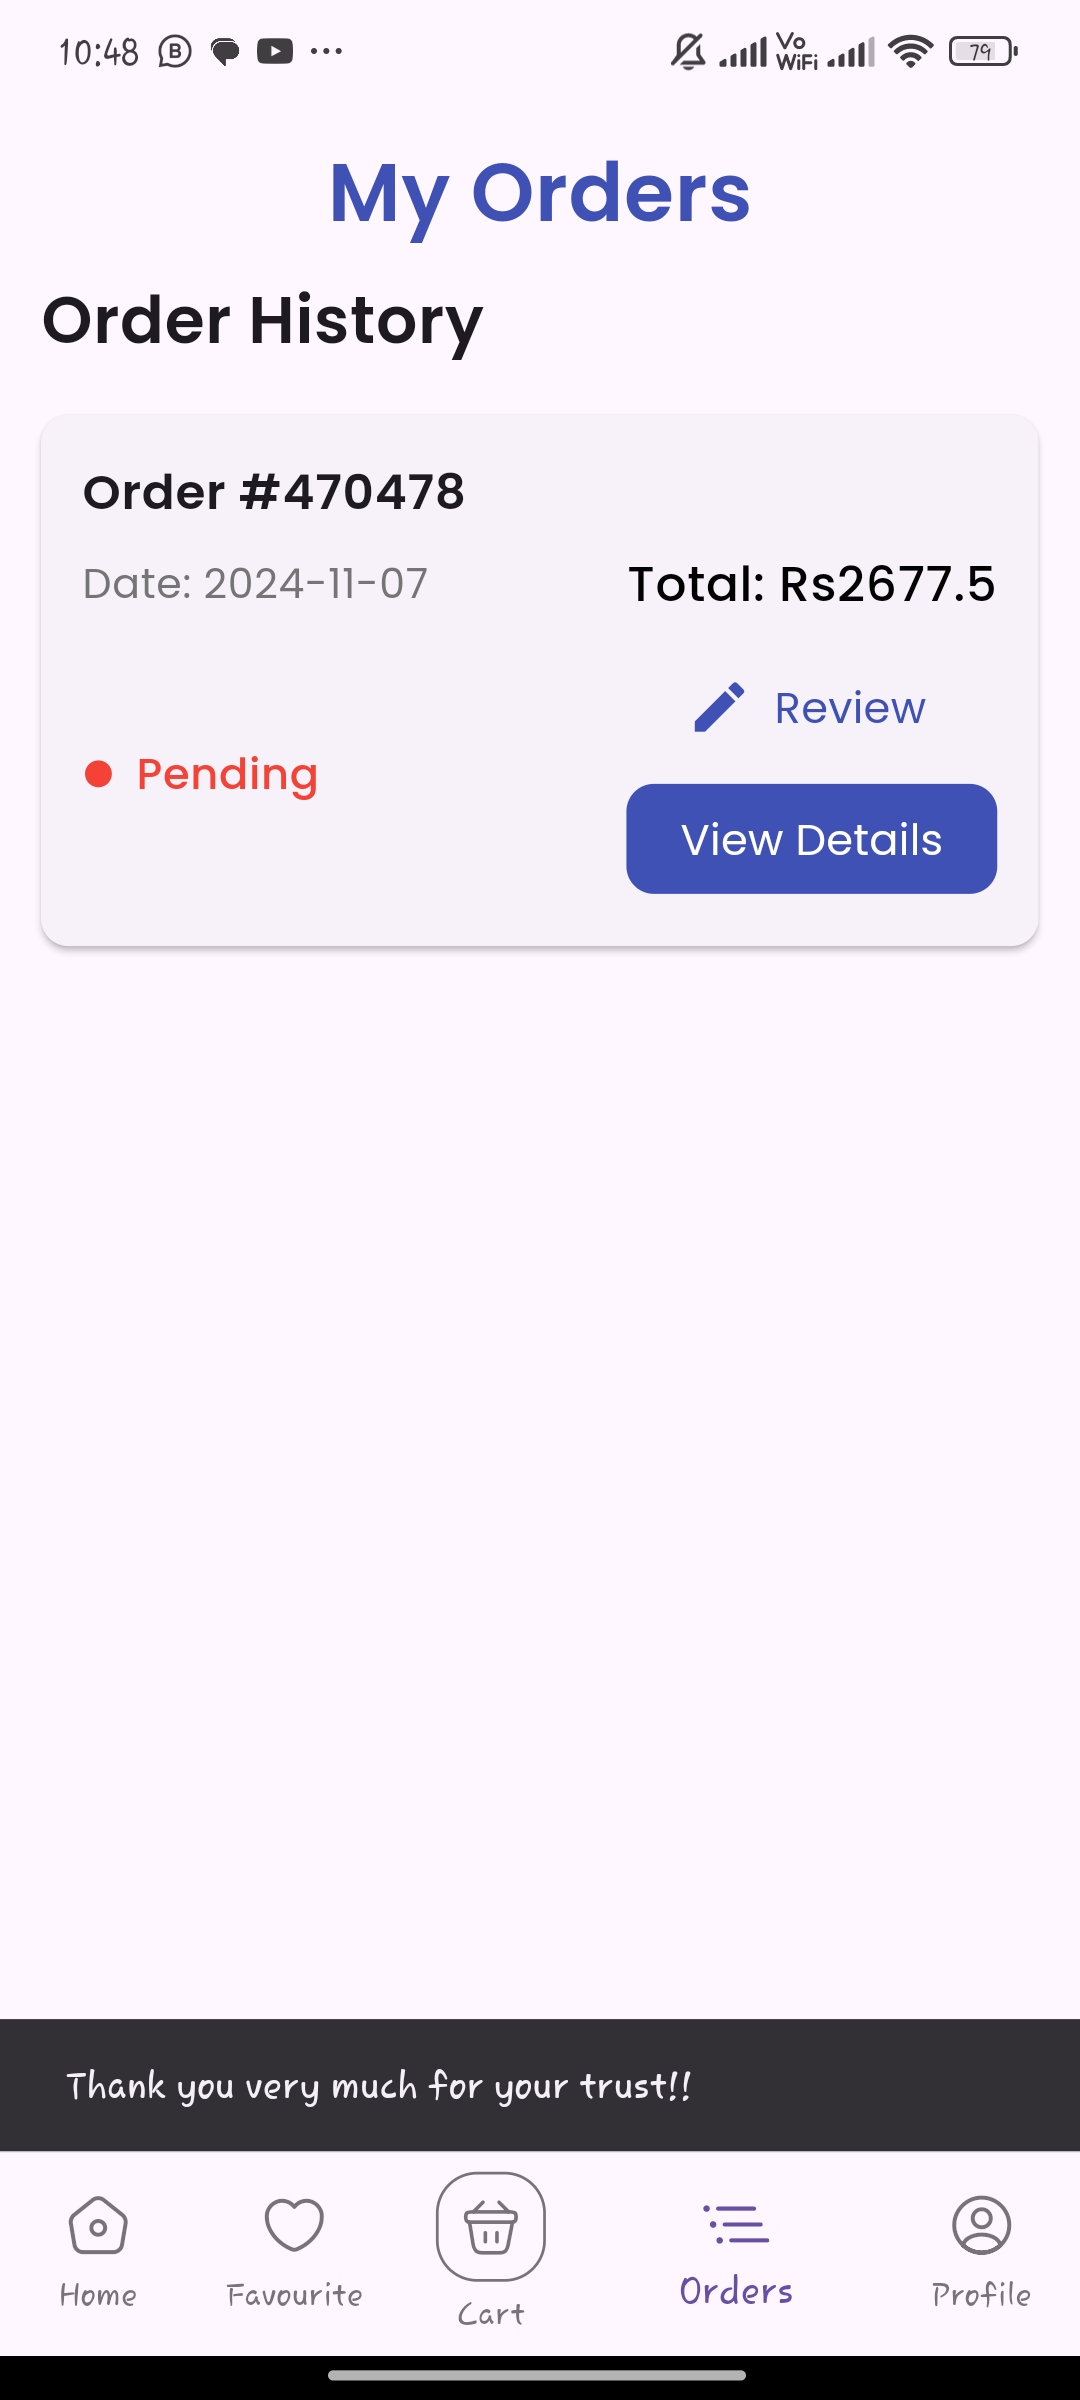 10:48
Vo
WiFi
79
My Orders
Order History
Order #470478
Date: 2024-11-07
Total: Rs2677.5
Review
Pending
View Details
Thank you very much for your trust!!
Home
Favourite
Cart
Orders
Profile